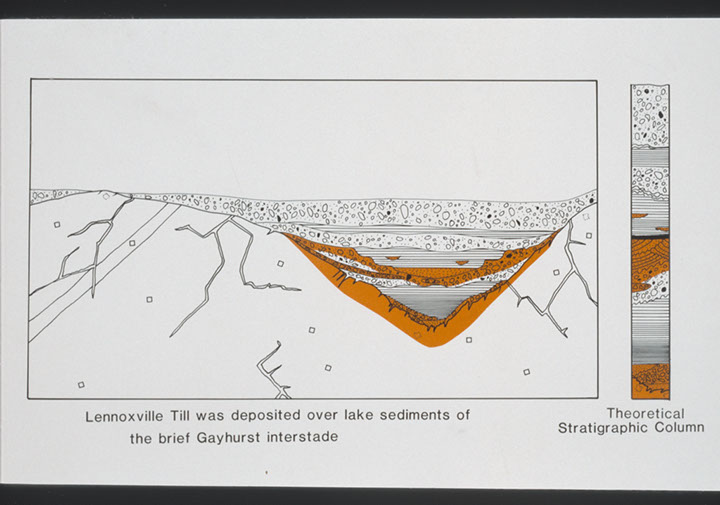 Lennoxville Till was deposited over lake sediments of
the brief Gayhurst interstade
Theoretical
Stratigraphic Column